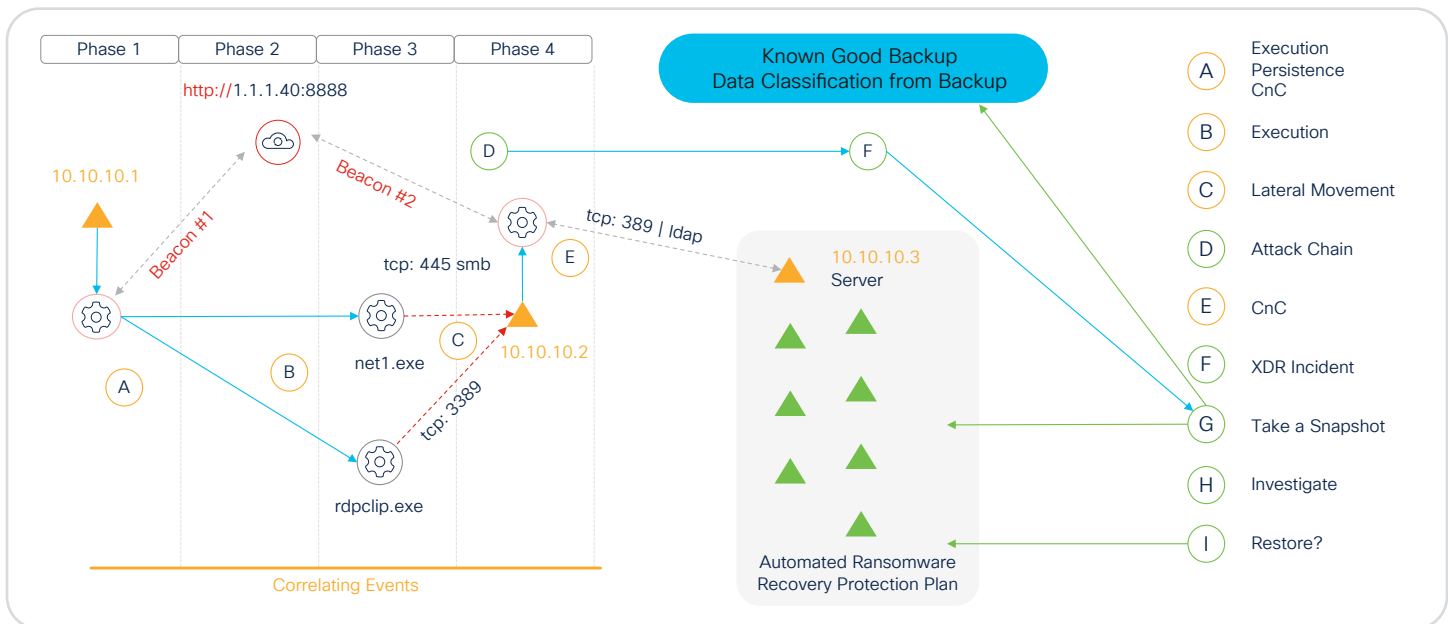 Phase 1
Phase 2
Phase 3
Phase 4
http://1.1.1.40:8888
10.10.10.1
Beacon #1
Beacon #2
D
tcp: 445 smb
E
net1.exe
C
10.10.10.2
A
B
tcp: 3389
rdpclip.exe
Correlating Events
Known Good Backup
Data Classification from Backup
F
tcp: 389 | ldap
10.10.10.3
Server
Automated Ransomware
Recovery Protection Plan
A
Execution
Persistence
CnC
B
Execution
C
Lateral Movement
D
Attack Chain
E
CnC
F
XDR Incident
G
Take a Snapshot
H
Investigate
I
Restore?